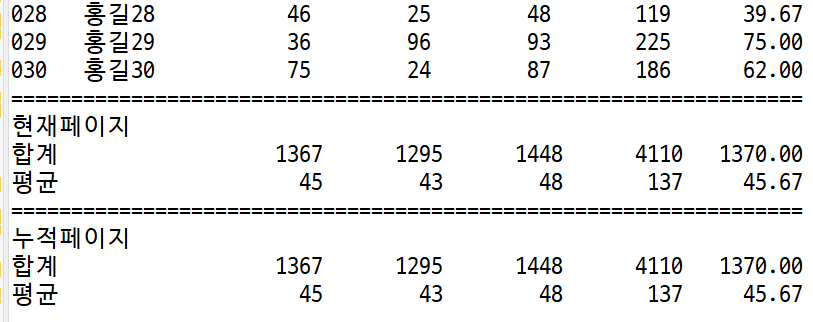 028 홍길28 46 25 48 119 39.67
029 홍길29 36 96 93 225 75.00
030 홍길30 75 24 87 186 62.00
==================================================================
현재페이지
합계 1367 1295 1448 4110 1370.00
평균 45 43 48 137 45.67
==================================================================
누적페이지
합계 1367 1295 1448 4110 1370.00
평균 45 43 48 137 45.67